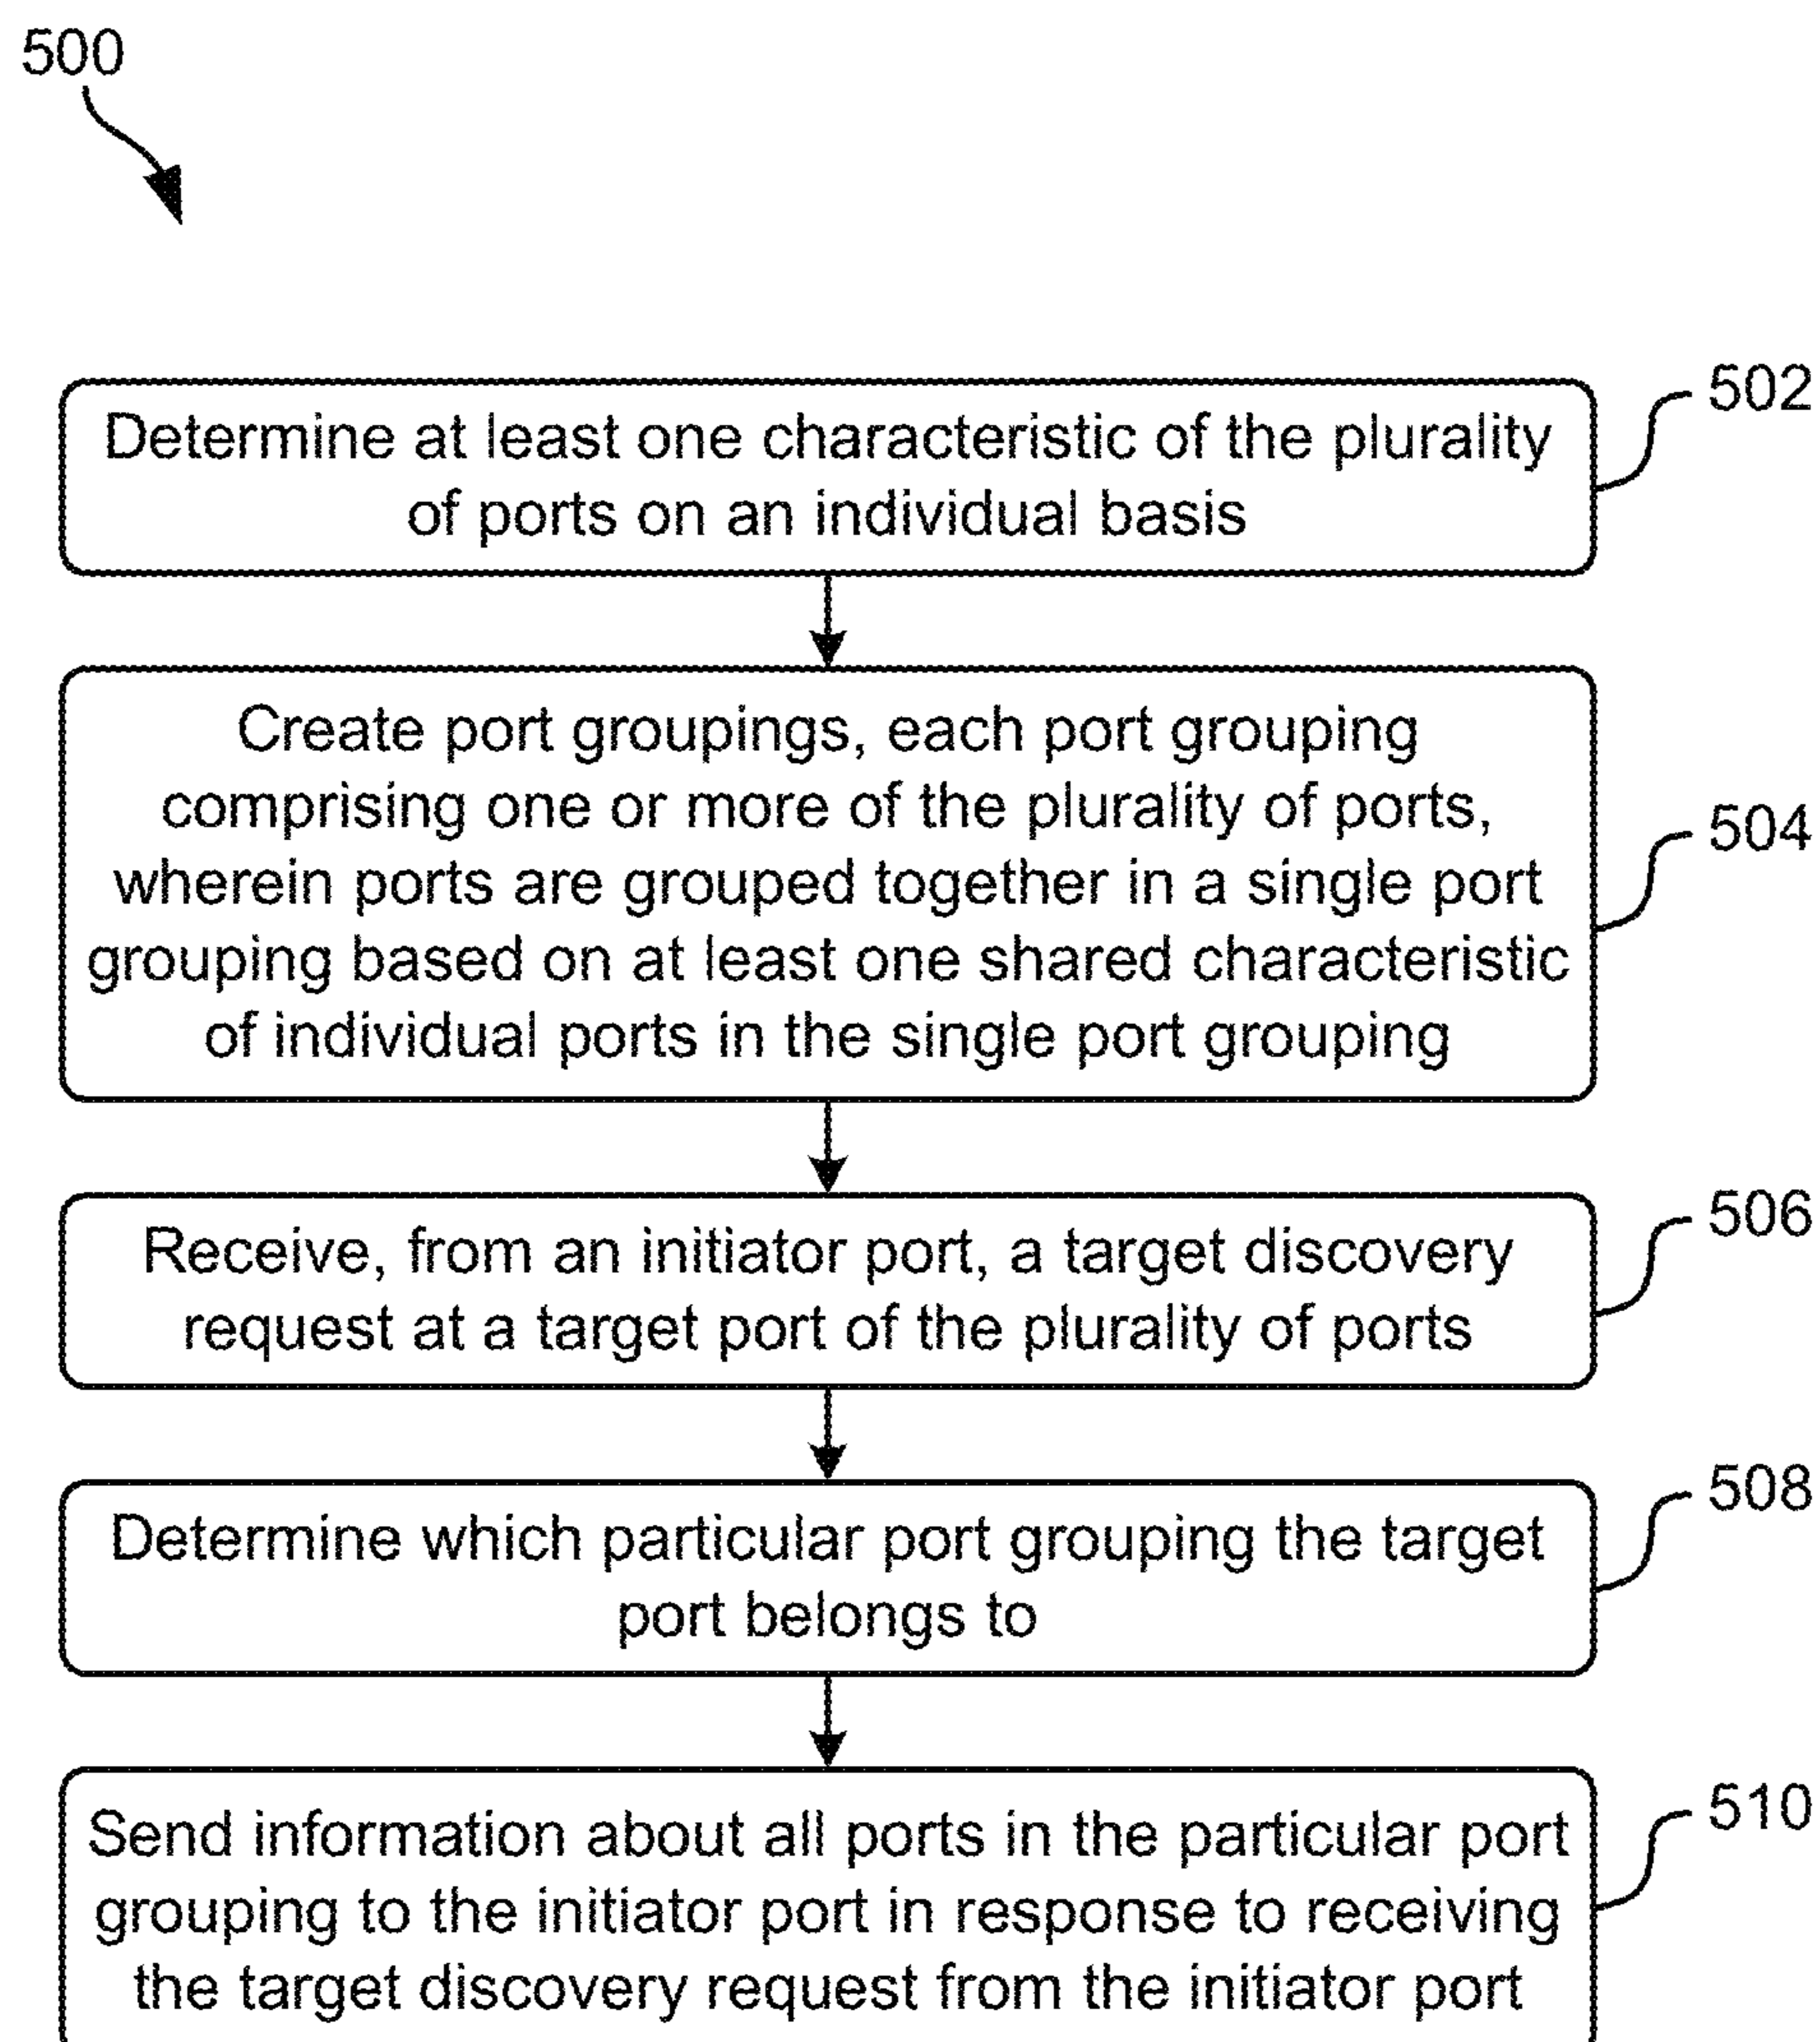 500
502
Determine at least one characteristic of the plurality
of ports on an individual basis
Create port groupings, each port grouping
comprising one or more of the plurality of ports,
504
wherein ports are grouped together in a single port
grouping based on at least one shared characteristic
of individual ports in the single port grouping
506
Receive, from an initiator port, a target discovery
request at a target port of the plurality of ports
508
Determine which particular port grouping the target
port belongs to
510
Send information about all ports in the particular port
grouping to the initiator port in response to receiving
the target discovery request from the initiator port